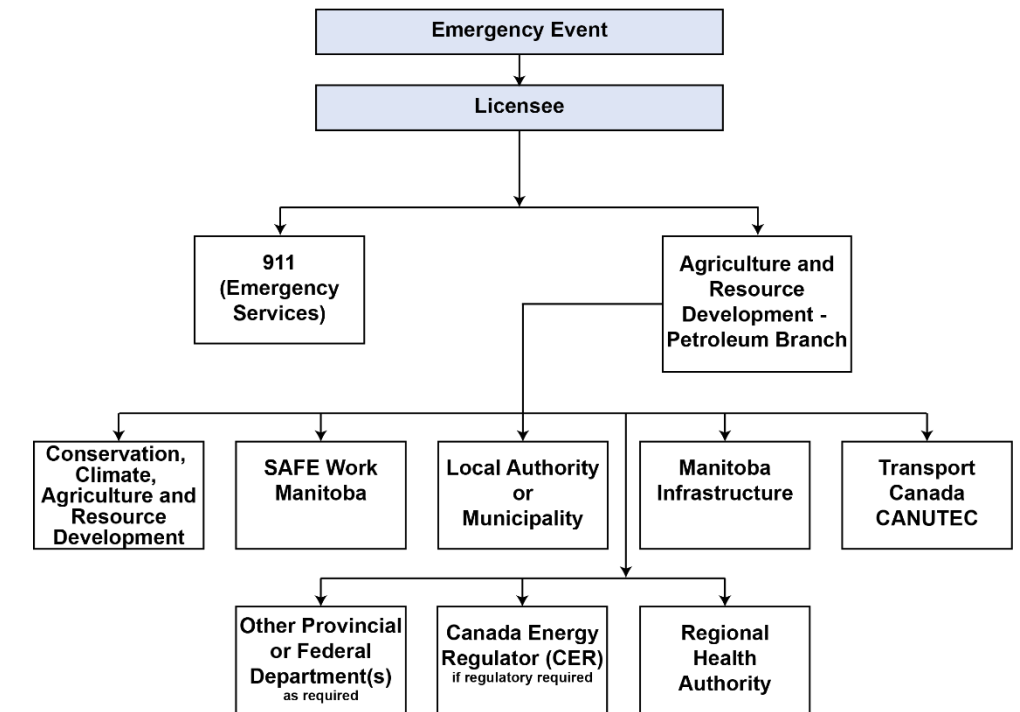 Emergency Event
Licensee
911
(Emergency
Services)
Agriculture and
Resource
Development -
Petroleum Branch
Conservation,
Climate,
Agriculture and
Resource
Development
SAFE Work
Manitoba
Local Authority
or
Municipality
Manitoba
Infrastructure
Transport
Canada
CANUTEC
Other Provincial
or Federal
Department(s)
as required
Canada Energy
Regulator (CER)
if regulatory required
Regional
Health
Authority